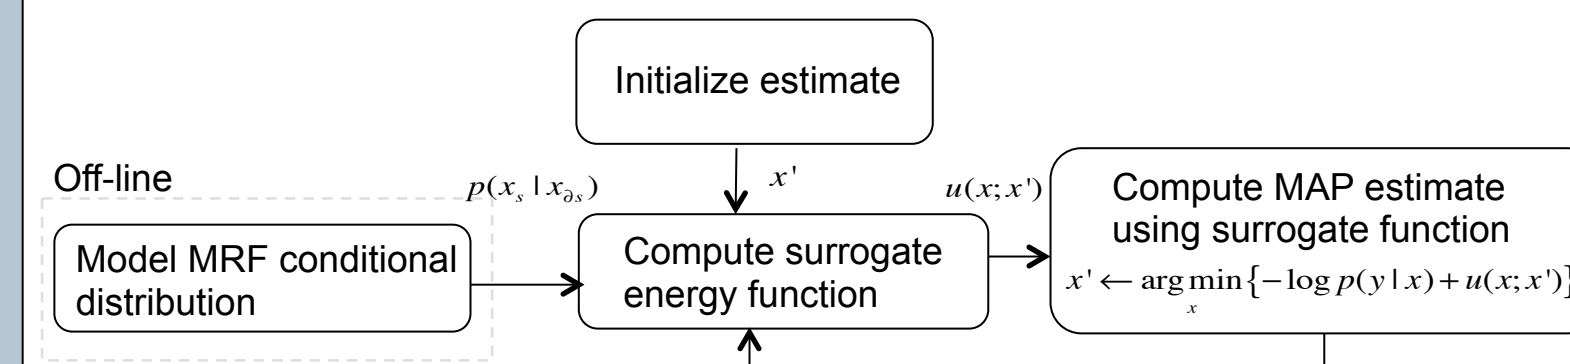 Initialize estimate
Off-line
p(x_s | x_∂s)
x'
u(x; x')
Model MRF conditional
distribution
Compute surrogate
energy function
Compute MAP estimate
using surrogate function
x' ← arg min {−log p(y | x) + u(x; x')}
x